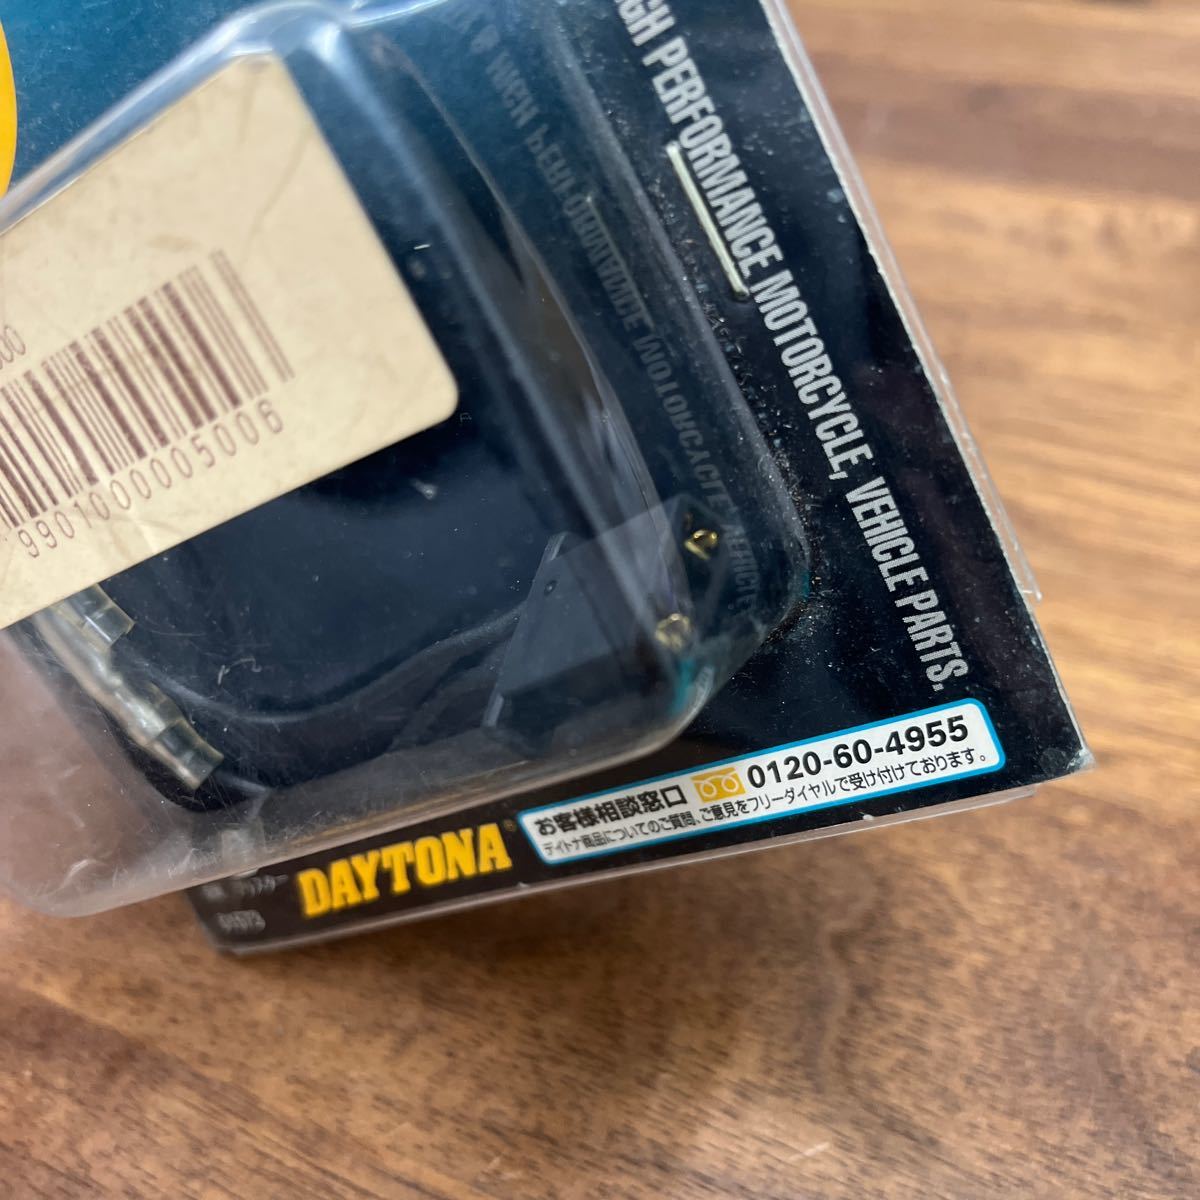 GH PERFORMANCE MOTORCYCLE, VEHICLE PARTS.
9901000005006
お客様相談窓口 0120-60-4955
デイトナ商品についてのご質問、ご意見をフリーダイヤルで受け付けております。
DAYTONA®